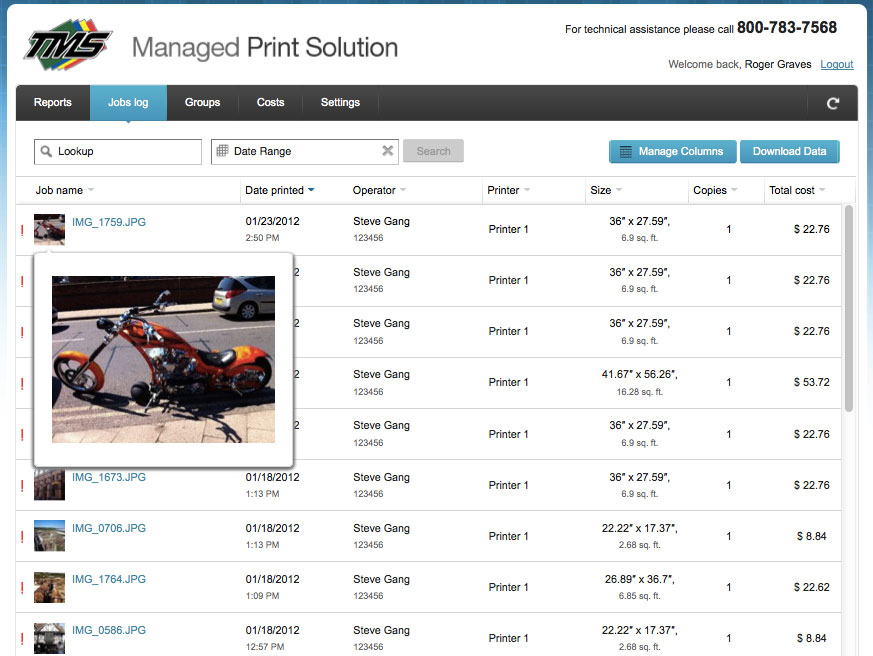 TMS Managed Print Solution
For technical assistance please call 800-783-7568
Welcome back, Roger Graves Logout
Reports Jobs log Groups Costs Settings
Lookup Date Range Search Manage Columns Download Data
Job name Date printed Operator Printer Size Copies Total cost
! IMG_1759.JPG 01/23/2012 Steve Gang Printer 1 36" x 27.59", 1 $ 22.76
2:50 PM 123456 6.9 sq. ft.
! 2 Steve Gang Printer 1 36" x 27.59", 1 $ 22.76
123456 6.9 sq. ft.
! 2 Steve Gang Printer 1 36" x 27.59", 1 $ 22.76
123456 6.9 sq. ft.
! 2 Steve Gang Printer 1 41.67" x 56.26", 1 $ 53.72
123456 16.28 sq. ft.
! 2 Steve Gang Printer 1 36" x 27.59", 1 $ 22.76
123456 6.9 sq. ft.
! IMG_1673.JPG 01/18/2012 Steve Gang Printer 1 36" x 27.59", 1 $ 22.76
1:13 PM 123456 6.9 sq. ft.
! IMG_0706.JPG 01/18/2012 Steve Gang Printer 1 22.22" x 17.37", 1 $ 8.84
1:13 PM 123456 2.68 sq. ft.
! IMG_1764.JPG 01/18/2012 Steve Gang Printer 1 26.89" x 36.7", 1 $ 22.62
1:09 PM 123456 6.85 sq. ft.
! IMG_0586.JPG 01/18/2012 Steve Gang Printer 1 22.22" x 17.37", 1 $ 8.84
12:57 PM 123456 2.68 sq. ft.